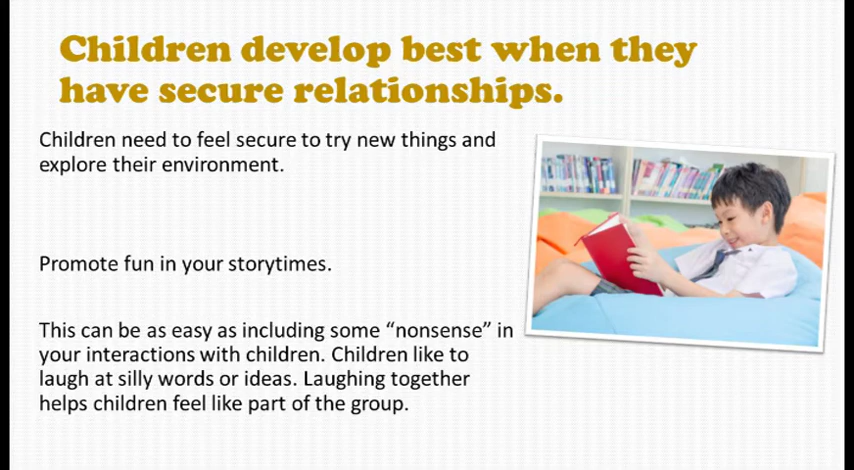 Children develop best when they
have secure relationships.
Children need to feel secure to try new things and
explore their environment.
Promote fun in your storytimes.
This can be as easy as including some “nonsense” in
your interactions with children. Children like to
laugh at silly words or ideas. Laughing together
helps children feel like part of the group.